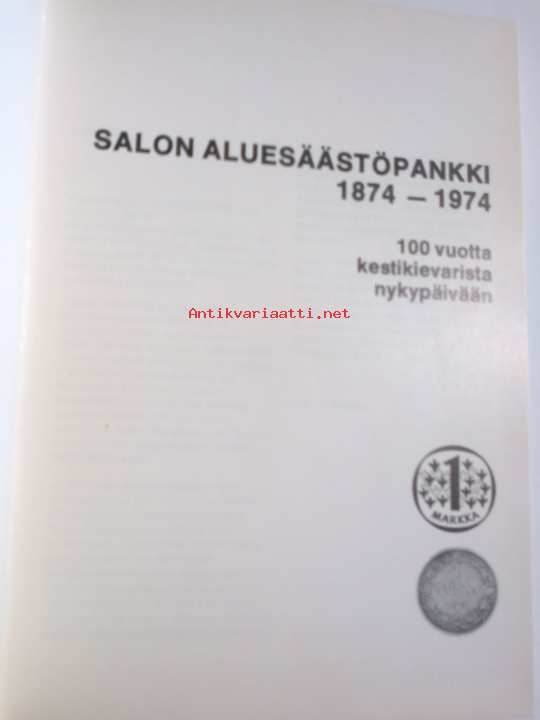 SALON ALUESÄÄSTÖPANKKI
1874 — 1974
100 vuotta
kestikievarista
nykypäivään
Antikvariaatti.net
1
MARKKA